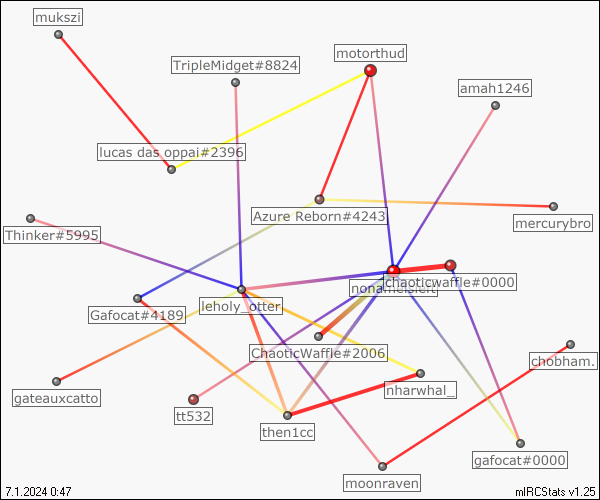 mukszi
motorthud
TripleMidget#8824
amah1246
lucas das oppai#2396
Azure Reborn#4243
mercurybro
Thinker#5995
chaoticwaffle#0000
leholy_otter
Gafocat#4189
ChaoticWaffle#2006
chobham.
gateauxcatto
nharwhal_
tt532
then1cc
gafocat#0000
moonraven
7.1.2024 0:47
mIRCStats v1.25